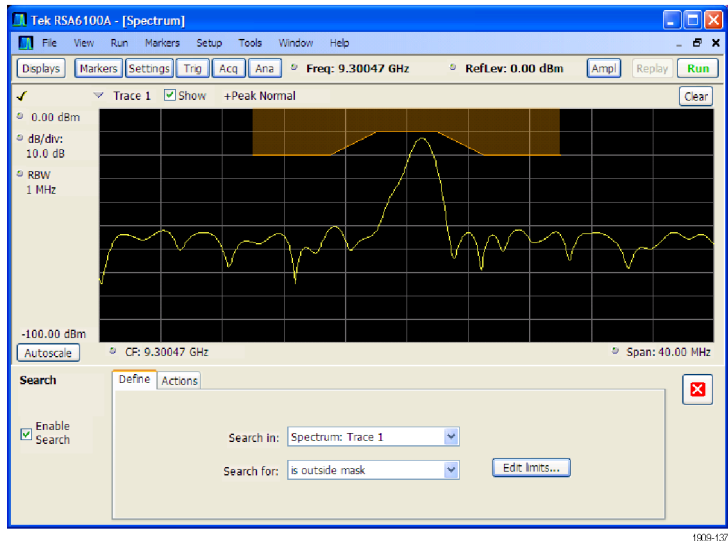 Tek RSA6100A - [Spectrum]
File View Run Markers Setup Tools Window Help
Displays Markers Settings Trig Acq Ana Freq: 9.30047 GHz RefLev: 0.00 dBm Ampl Replay Run
Trace 1 Show +Peak Normal Clear
0.00 dBm
dB/div:
10.0 dB
RBW
1 MHz
-100.00 dBm
Autoscale CF: 9.30047 GHz Span: 40.00 MHz
Search Define Actions
Enable
Search
Search in: Spectrum: Trace 1
Search for: is outside mask Edit limits...
1909-137